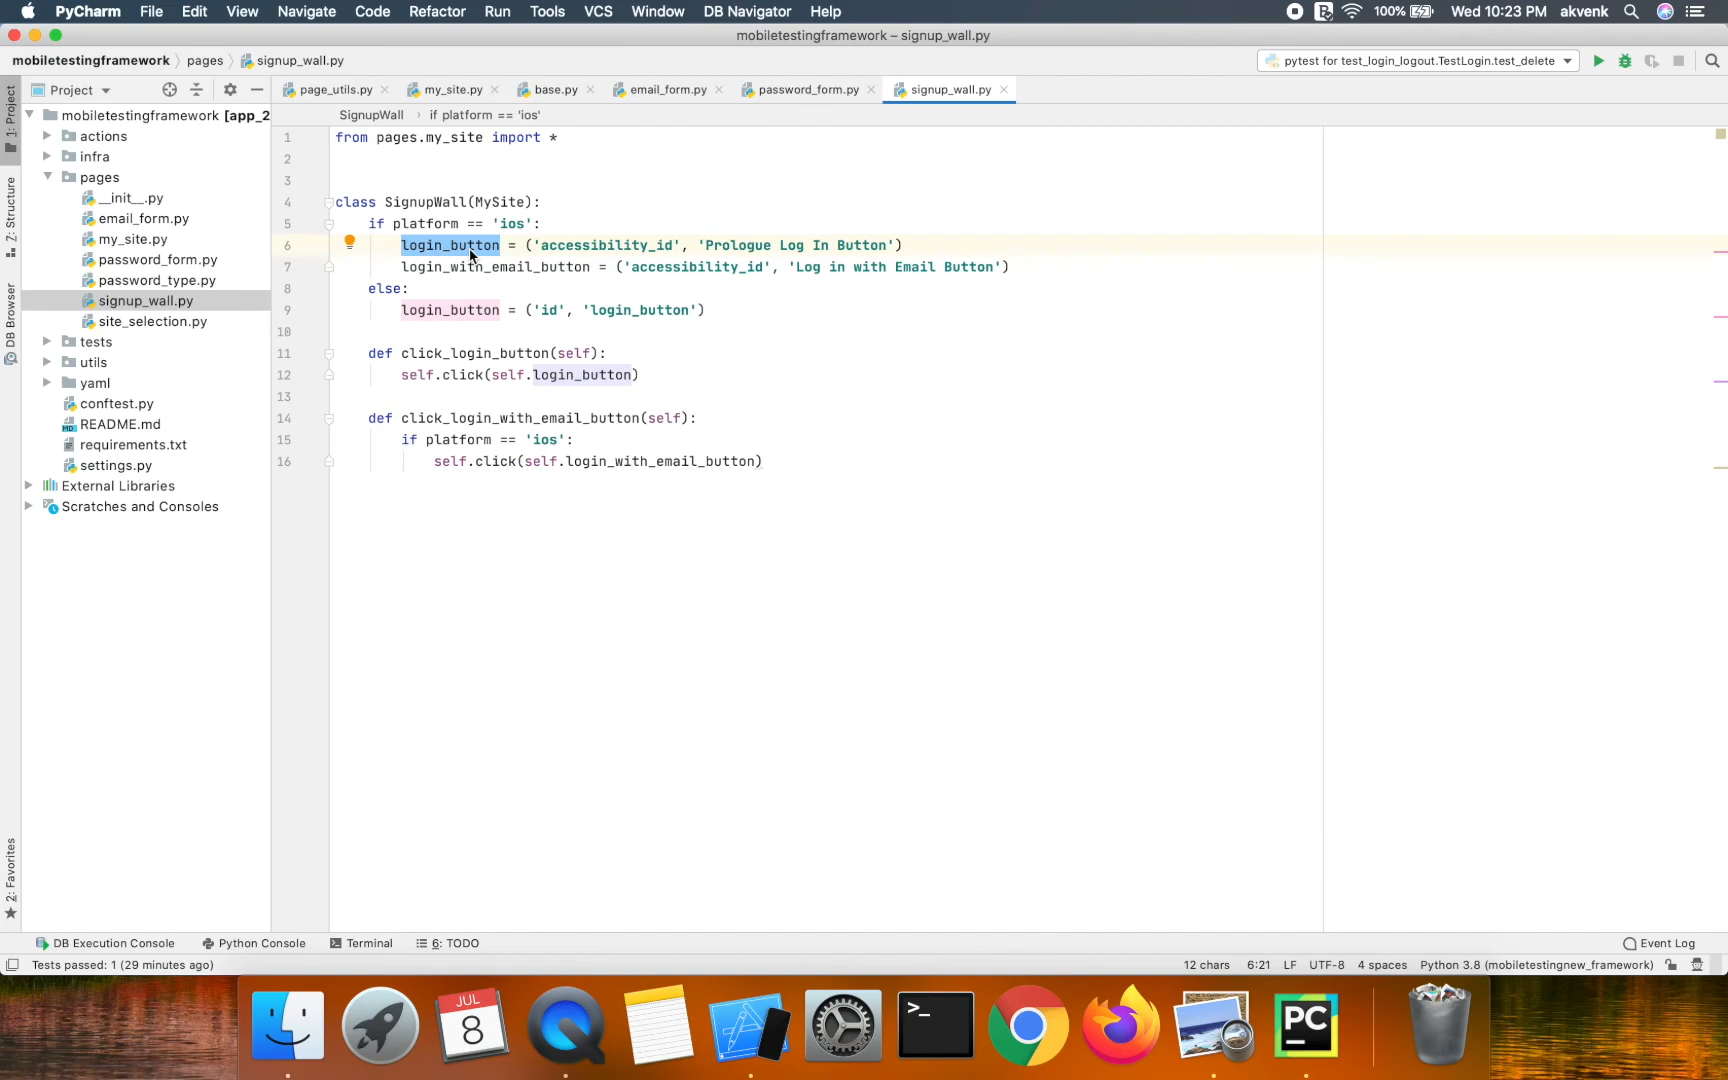 PyCharm File Edit View Navigate Code Refactor Run Tools VCS Window DB Navigator Help 100% Wed 10:23 PM akvenk
mobiletestingframework – signup_wall.py
mobiletestingframework pages signup_wall.py pytest for test_login_logout.TestLogin.test_delete
Project page_utils.py my_site.py base.py email_form.py password_form.py signup_wall.py
SignupWall if platform == 'ios'
1: Project
Z: Structure
DB Browser
2: Favorites
mobiletestingframework [app_2
actions
infra
pages
__init__.py
email_form.py
my_site.py
password_form.py
password_type.py
signup_wall.py
site_selection.py
tests
utils
yaml
conftest.py
README.md
requirements.txt
settings.py
External Libraries
Scratches and Consoles
1 from pages.my_site import *
2
3
4 class SignupWall(MySite):
5 if platform == 'ios':
6 login_button = ('accessibility_id', 'Prologue Log In Button')
7 login_with_email_button = ('accessibility_id', 'Log in with Email Button')
8 else:
9 login_button = ('id', 'login_button')
10
11 def click_login_button(self):
12 self.click(self.login_button)
13
14 def click_login_with_email_button(self):
15 if platform == 'ios':
16 self.click(self.login_with_email_button)
DB Execution Console Python Console Terminal 6: TODO Event Log
Tests passed: 1 (29 minutes ago) 12 chars 6:21 LF UTF-8 4 spaces Python 3.8 (mobiletestingnew_framework)
JUL
8
>_
PC